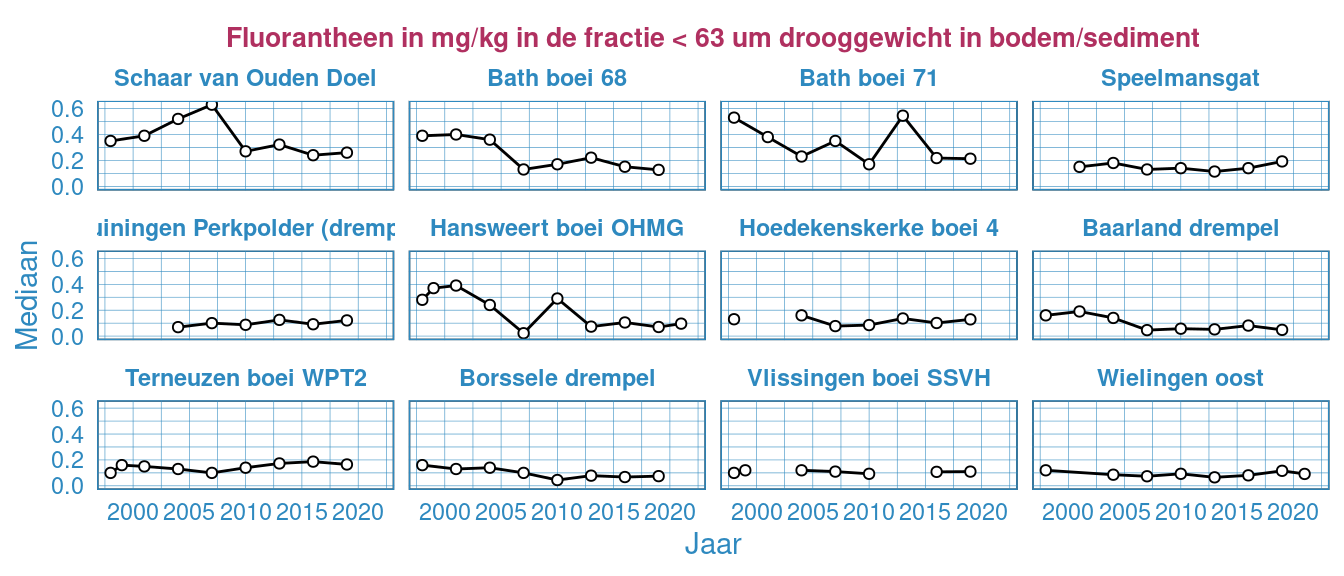 Fluorantheen in mg/kg in de fractie < 63 um drooggewicht in bodem/sediment
Schaar van Ouden Doel Bath boei 68 Bath boei 71 Speelmansgat
0.6
0.4
0.2
0.0
uiningen Perkpolder (dremp Hansweert boei OHMG Hoedekenskerke boei 4 Baarland drempel
0.6
0.4
0.2
0.0
Mediaan
Terneuzen boei WPT2 Borssele drempel Vlissingen boei SSVH Wielingen oost
0.6
0.4
0.2
0.0
2000 2005 2010 2015 2020 2000 2005 2010 2015 2020 2000 2005 2010 2015 2020 2000 2005 2010 2015 2020
Jaar